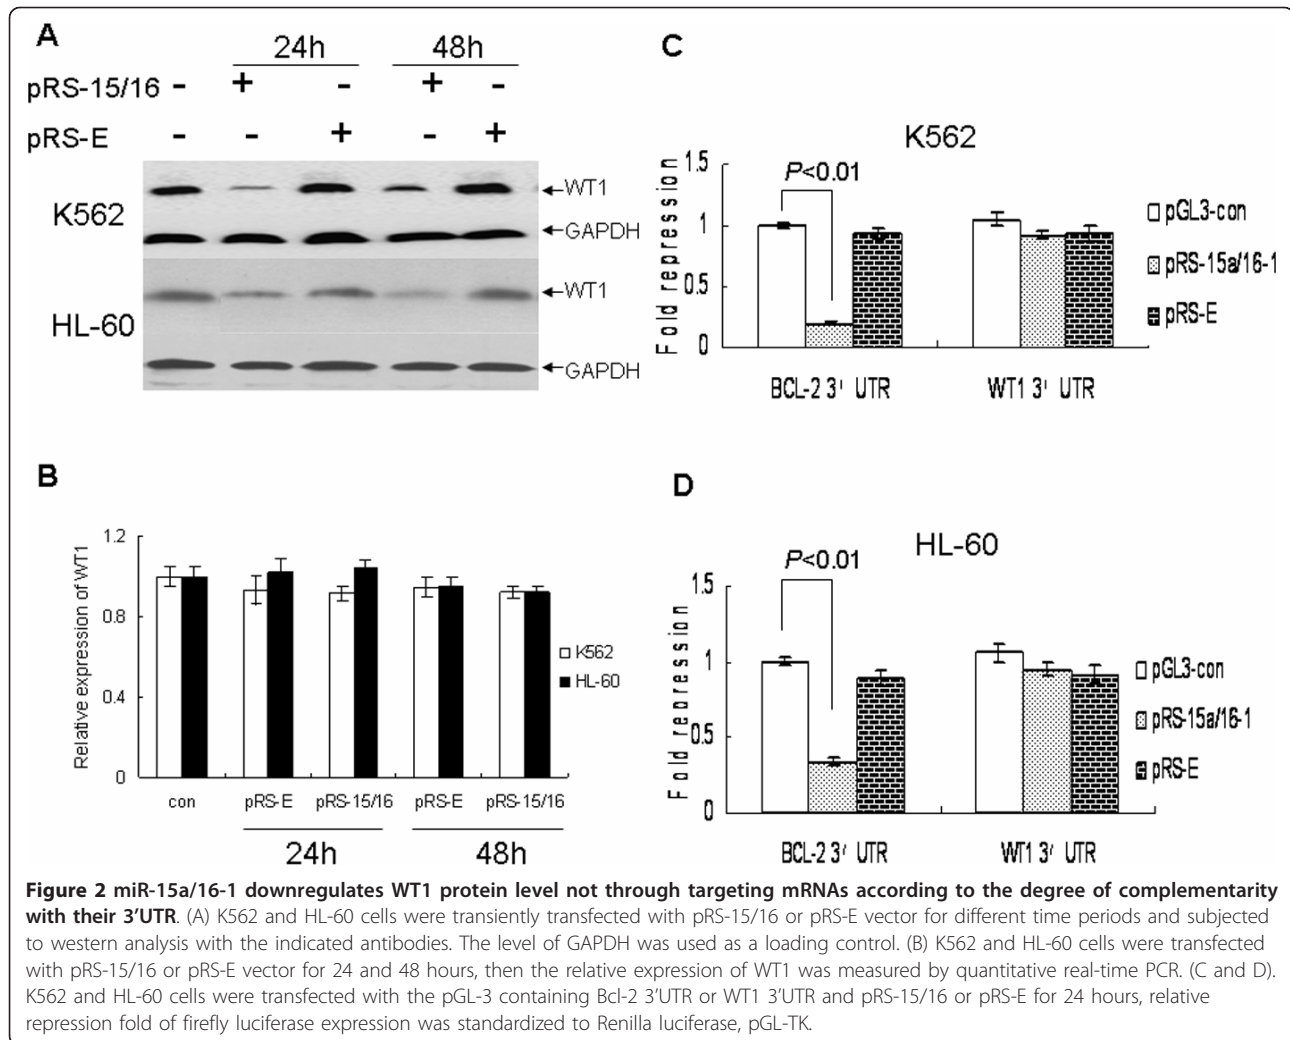 A
24h 48h
pRS-15/16 - + - + -
pRS-E - - + - +
K562
WT1
GAPDH
HL-60
WT1
GAPDH
B
Relative expression of WT1
1.2
0.8
0.4
0
K562
HL-60
con pRS-E pRS-15/16 pRS-E pRS-15/16
24h 48h
C
K562
P<0.01
Fold repression
1.5
1
0.5
0
pGL3-con
pRS-15a/16-1
pRS-E
BCL-2 3' UTR WT1 3' UTR
D
HL-60
P<0.01
Fold repression
1.5
1
0.5
0
pGL3-con
pRS-15a/16-1
pRS-E
BCL-2 3' UTR WT1 3' UTR
Figure 2 miR-15a/16-1 downregulates WT1 protein level not through targeting mRNAs according to the degree of complementarity
with their 3'UTR. (A) K562 and HL-60 cells were transiently transfected with pRS-15/16 or pRS-E vector for different time periods and subjected
to western analysis with the indicated antibodies. The level of GAPDH was used as a loading control. (B) K562 and HL-60 cells were transfected
with pRS-15/16 or pRS-E vector for 24 and 48 hours, then the relative expression of WT1 was measured by quantitative real-time PCR. (C and D).
K562 and HL-60 cells were transfected with the pGL-3 containing Bcl-2 3'UTR or WT1 3'UTR and pRS-15/16 or pRS-E for 24 hours, relative
repression fold of firefly luciferase expression was standardized to Renilla luciferase, pGL-TK.